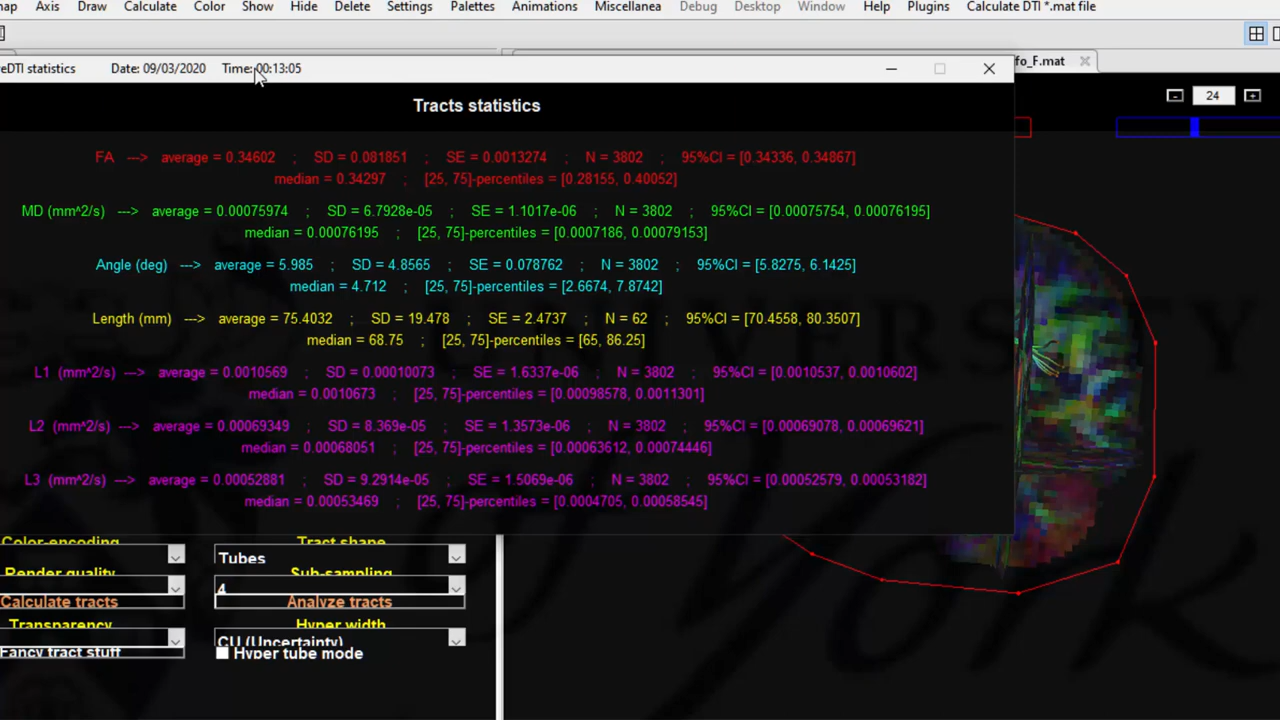 map Axis Draw Calculate Color Show Hide Delete Settings Palettes Animations Miscellanea Debug Desktop Window Help Plugins Calculate DTI *.mat file
eDTI statistics Date: 09/03/2020 Time: 00:13:05
fo_F.mat
24
Tracts statistics
FA ---> average = 0.34602 ; SD = 0.081851 ; SE = 0.0013274 ; N = 3802 ; 95%CI = [0.34336, 0.34867]
median = 0.34297 ; [25, 75]-percentiles = [0.28155, 0.40052]
MD (mm^2/s) ---> average = 0.00075974 ; SD = 6.7928e-05 ; SE = 1.1017e-06 ; N = 3802 ; 95%CI = [0.00075754, 0.00076195]
median = 0.00076195 ; [25, 75]-percentiles = [0.0007186, 0.00079153]
Angle (deg) ---> average = 5.985 ; SD = 4.8565 ; SE = 0.078762 ; N = 3802 ; 95%CI = [5.8275, 6.1425]
median = 4.712 ; [25, 75]-percentiles = [2.6674, 7.8742]
Length (mm) ---> average = 75.4032 ; SD = 19.478 ; SE = 2.4737 ; N = 62 ; 95%CI = [70.4558, 80.3507]
median = 68.75 ; [25, 75]-percentiles = [65, 86.25]
L1 (mm^2/s) ---> average = 0.0010569 ; SD = 0.00010073 ; SE = 1.6337e-06 ; N = 3802 ; 95%CI = [0.0010537, 0.0010602]
median = 0.0010673 ; [25, 75]-percentiles = [0.00098578, 0.0011301]
L2 (mm^2/s) ---> average = 0.00069349 ; SD = 8.369e-05 ; SE = 1.3573e-06 ; N = 3802 ; 95%CI = [0.00069078, 0.00069621]
median = 0.00068051 ; [25, 75]-percentiles = [0.00063612, 0.00074446]
L3 (mm^2/s) ---> average = 0.00052881 ; SD = 9.2914e-05 ; SE = 1.5069e-06 ; N = 3802 ; 95%CI = [0.00052579, 0.00053182]
median = 0.00053469 ; [25, 75]-percentiles = [0.0004705, 0.00058545]
UNIVERSITY
York
Color-encoding Tract shape
Tubes
Render quality Sub-sampling
4
Calculate tracts Analyze tracts
Transparency Hyper width
CU (Uncertainty)
Fancy tract stuff Hyper tube mode